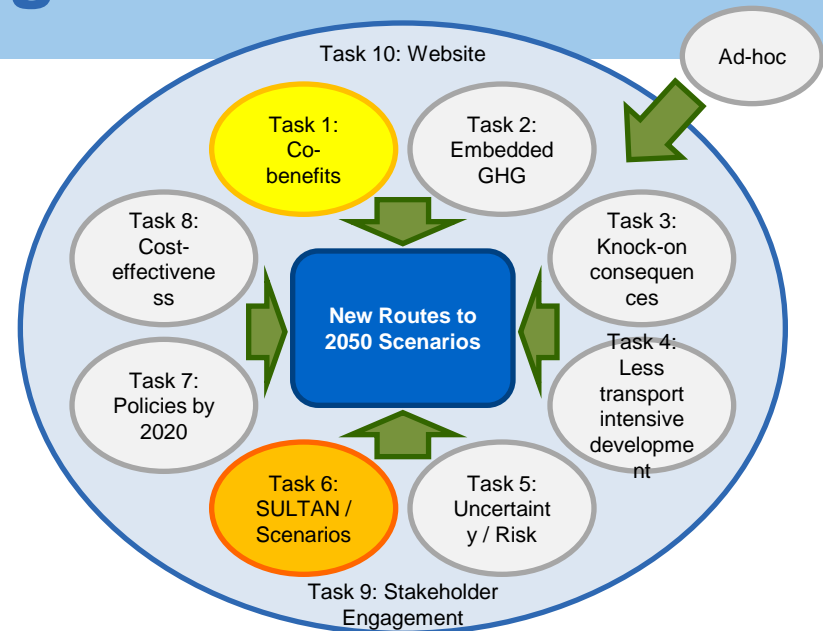 g
Task 10: Website
Ad-hoc
Task 1:
Co-
benefits
Task 2:
Embedded
GHG
Task 8:
Cost-
effectivene
ss
Task 3:
Knock-on
consequen
ces
New Routes to
2050 Scenarios
Task 7:
Policies by
2020
Task 4:
Less
transport
intensive
developme
nt
Task 6:
SULTAN /
Scenarios
Task 5:
Uncertaint
y / Risk
Task 9: Stakeholder
Engagement